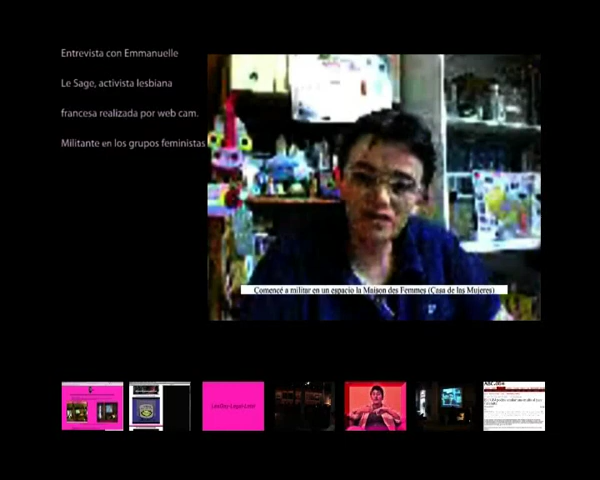 Entrevista con Emmanuelle
Le Sage, activista lesbiana
francesa realizada por web cam.
Militante en los grupos feministas
Comencé a militar en un espacio la Maison des Femmes (Casa de las Mujeres)